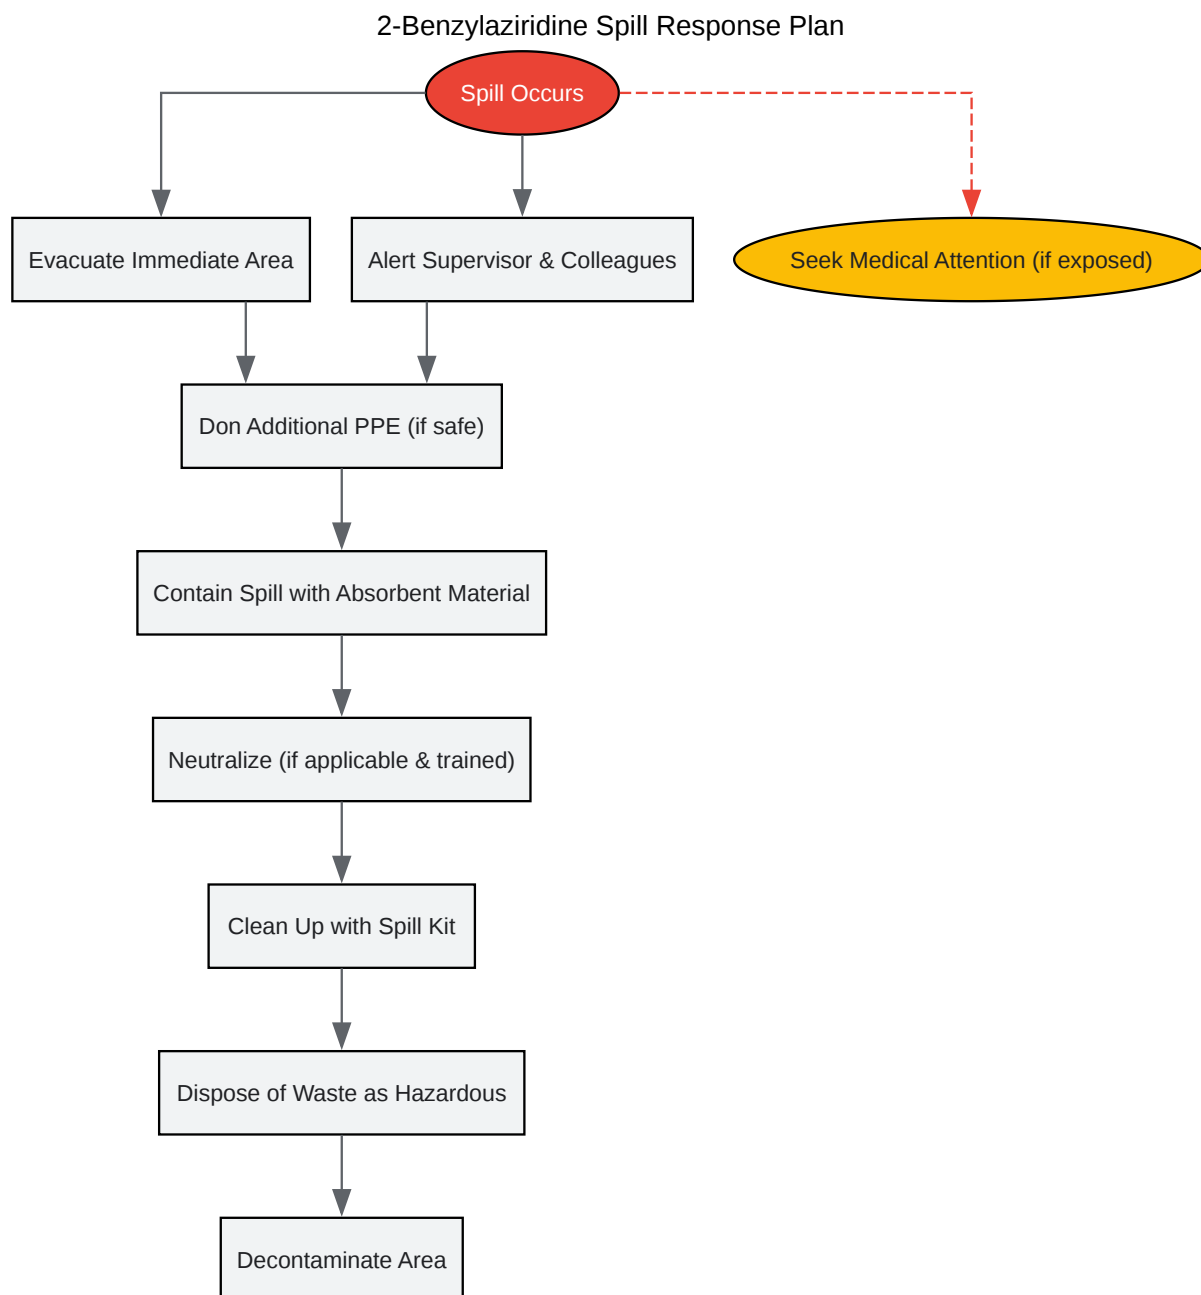 2-Benzylaziridine Spill Response Plan
Spill Occurs
Evacuate Immediate Area
Alert Supervisor & Colleagues
Seek Medical Attention (if exposed)
Don Additional PPE (if safe)
Contain Spill with Absorbent Material
Neutralize (if applicable & trained)
Clean Up with Spill Kit
Dispose of Waste as Hazardous
Decontaminate Area